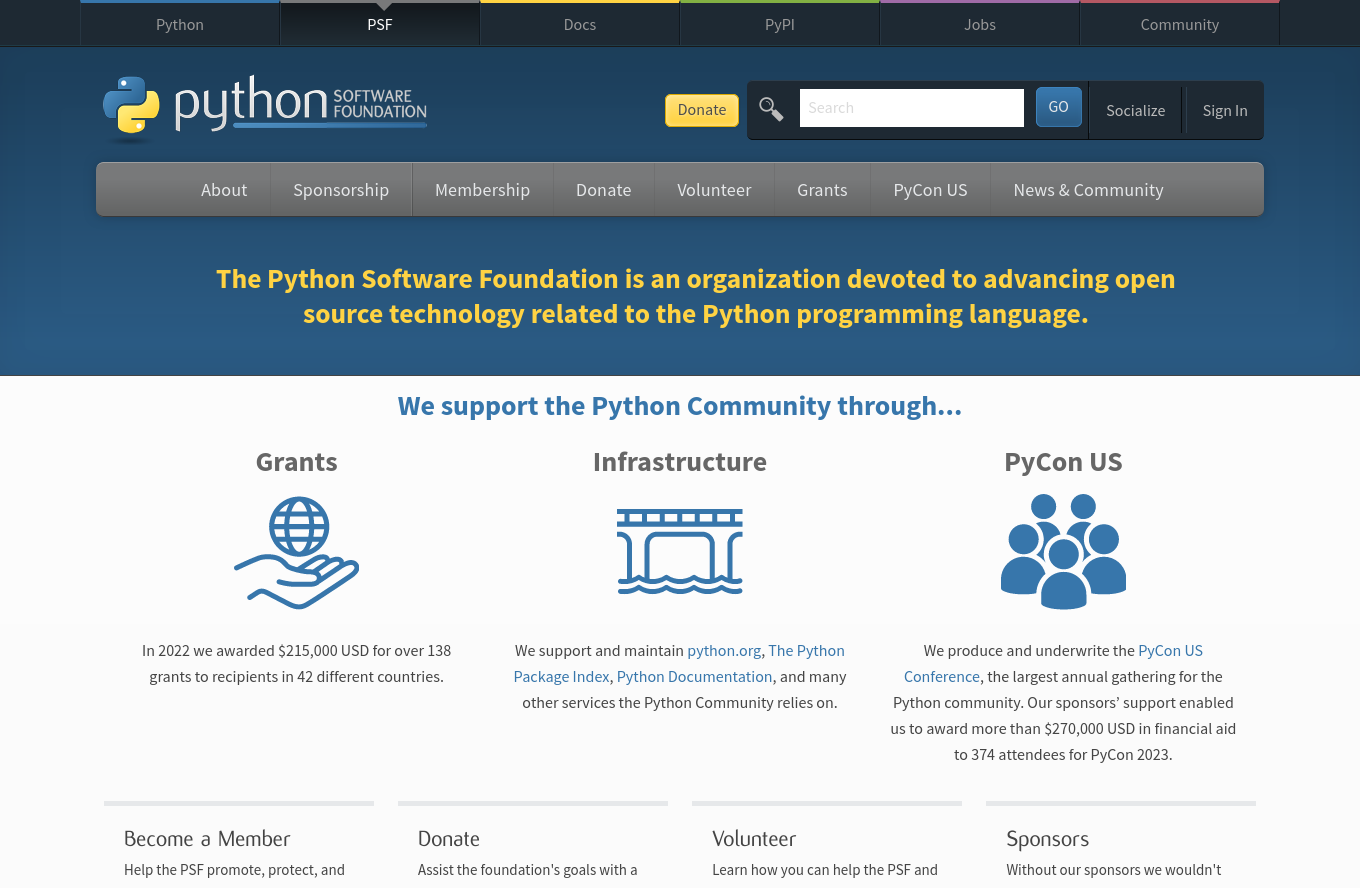 Python
PSF
Docs
PyPI
Jobs
Community
python SOFTWARE FOUNDATION
Donate
Search
GO
Socialize
Sign In
About
Sponsorship
Membership
Donate
Volunteer
Grants
PyCon US
News & Community
The Python Software Foundation is an organization devoted to advancing open
source technology related to the Python programming language.
We support the Python Community through...
Grants
In 2022 we awarded $215,000 USD for over 138
grants to recipients in 42 different countries.
Infrastructure
We support and maintain python.org, The Python
Package Index, Python Documentation, and many
other services the Python Community relies on.
PyCon US
We produce and underwrite the PyCon US
Conference, the largest annual gathering for the
Python community. Our sponsors’ support enabled
us to award more than $270,000 USD in financial aid
to 374 attendees for PyCon 2023.
Become a Member
Help the PSF promote, protect, and
Donate
Assist the foundation's goals with a
Volunteer
Learn how you can help the PSF and
Sponsors
Without our sponsors we wouldn't